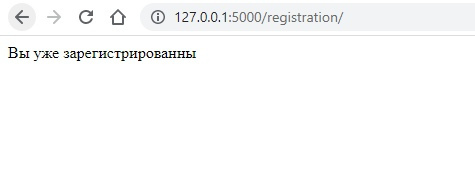 127.0.0.1:5000/registration/
Вы уже зарегистрированны